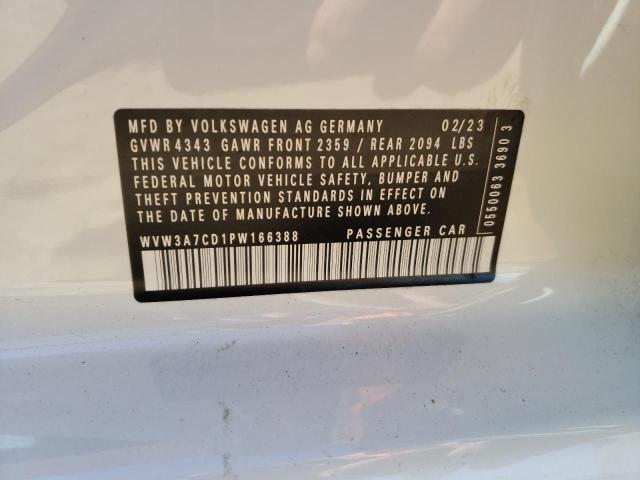 MFD BY VOLKSWAGEN AG GERMANY 02/23
GVWR 4343 GAWR FRONT 2359 / REAR 2094 LBS
THIS VEHICLE CONFORMS TO ALL APPLICABLE U.S.
FEDERAL MOTOR VEHICLE SAFETY, BUMPER AND
THEFT PREVENTION STANDARDS IN EFFECT ON
THE DATE OF MANUFACTURE SHOWN ABOVE.
WVW3A7CD1PW166388 PASSENGER CAR
0550063 3690 3